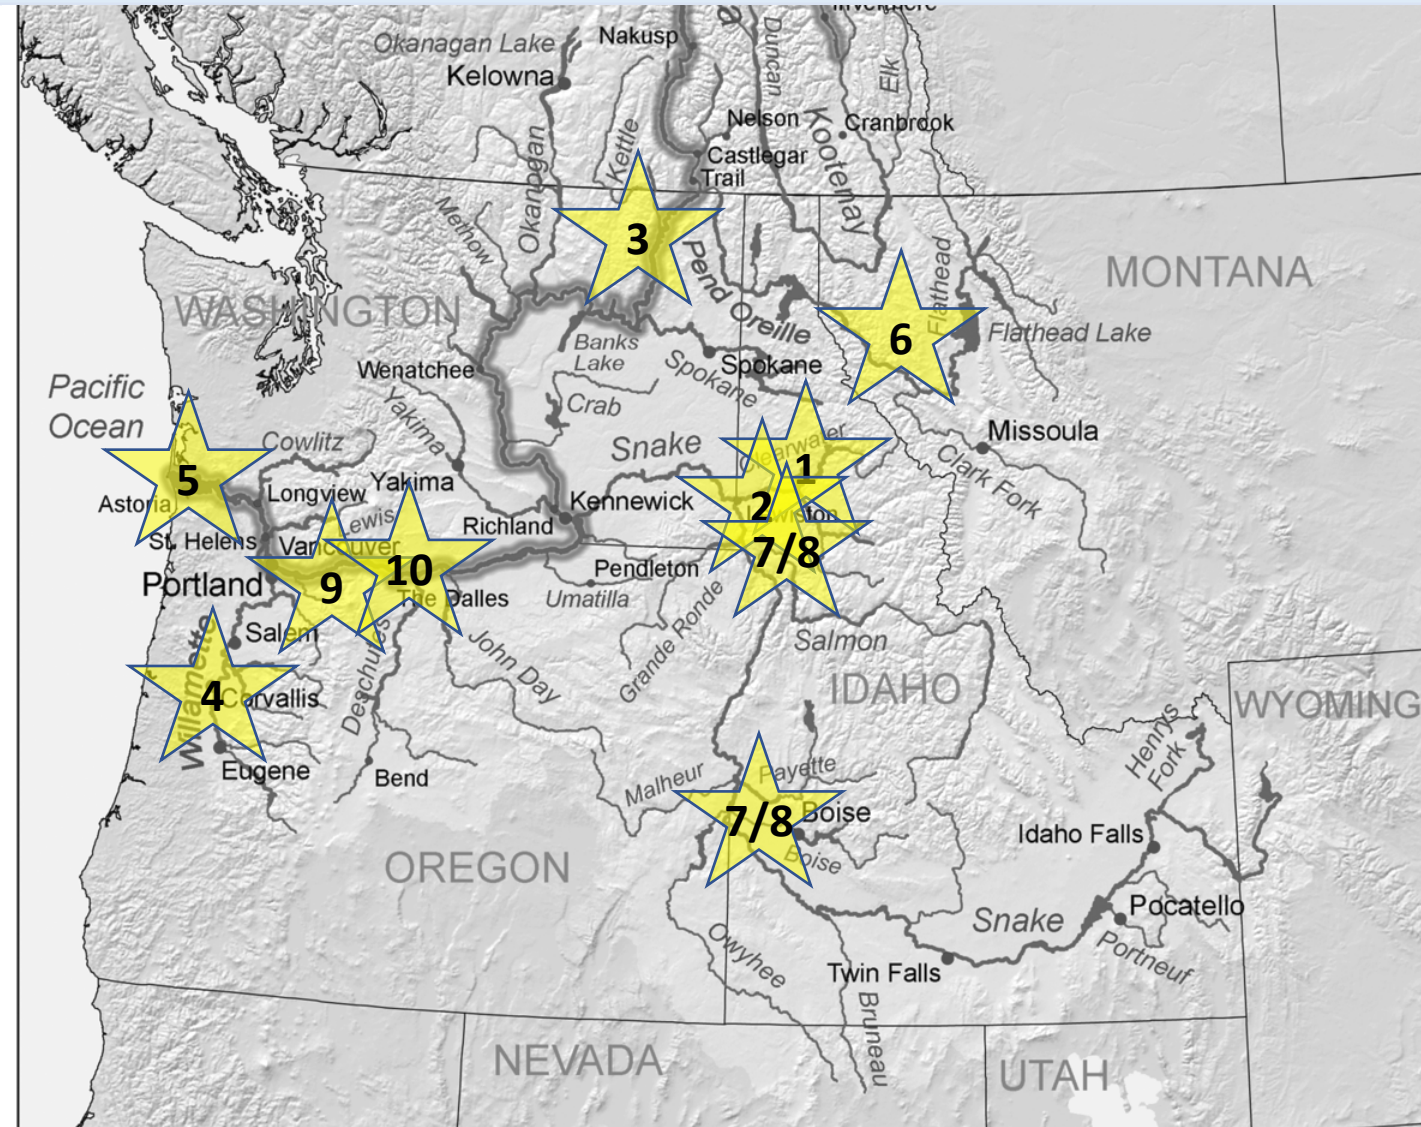 Invermere
Okanagan Lake
Nakusp
Duncan
Elk
Kelowna
Kettle
Nelson
Kootenay
Cranbrook
Castlegar
Trail
Okanogan
Methow
3
Pend Oreille
Flathead
MONTANA
WASHINGTON
6
Flathead Lake
Banks
Lake
Spokane
Spokane
Wenatchee
Pacific
Ocean
Crab
Yakima
Cowlitz
Snake
Clearwater
Missoula
Clark Fork
1
5
Astoria
Longview
Yakima
Kennewick
2
Lewiston
Lewis
Richland
St. Helens
Vancouver
7/8
Portland
9
10
The Dalles
Pendleton
Umatilla
Grande Ronde
Salem
Salmon
Willamette
4
Corvallis
Deschutes
John Day
IDAHO
WYOMING
Henrys
Fork
Eugene
Bend
Malheur
Payette
7/8
Boise
Boise
Idaho Falls
OREGON
Snake
Pocatello
Portneuf
Owyhee
Twin Falls
Bruneau
NEVADA
UTAH